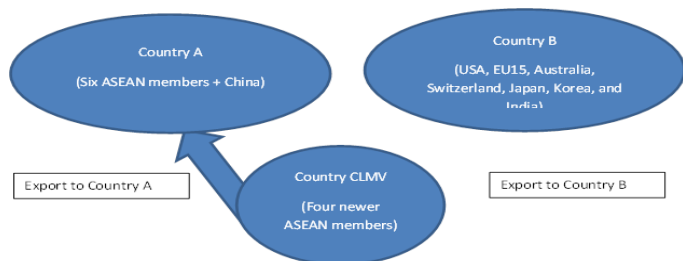 Country A
(Six ASEAN members + China)
Country B
(USA, EU15, Australia,
Switzerland, Japan, Korea, and
India)
Export to Country A
Country CLMV
(Four newer
ASEAN members)
Export to Country B